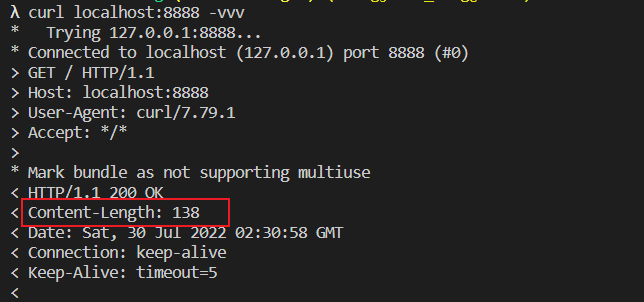 λ curl localhost:8888 -vvv
*   Trying 127.0.0.1:8888...
* Connected to localhost (127.0.0.1) port 8888 (#0)
> GET / HTTP/1.1
> Host: localhost:8888
> User-Agent: curl/7.79.1
> Accept: */*
>
* Mark bundle as not supporting multiuse
< HTTP/1.1 200 OK
< Content-Length: 138
< Date: Sat, 30 Jul 2022 02:30:58 GMT
< Connection: keep-alive
< Keep-Alive: timeout=5
<